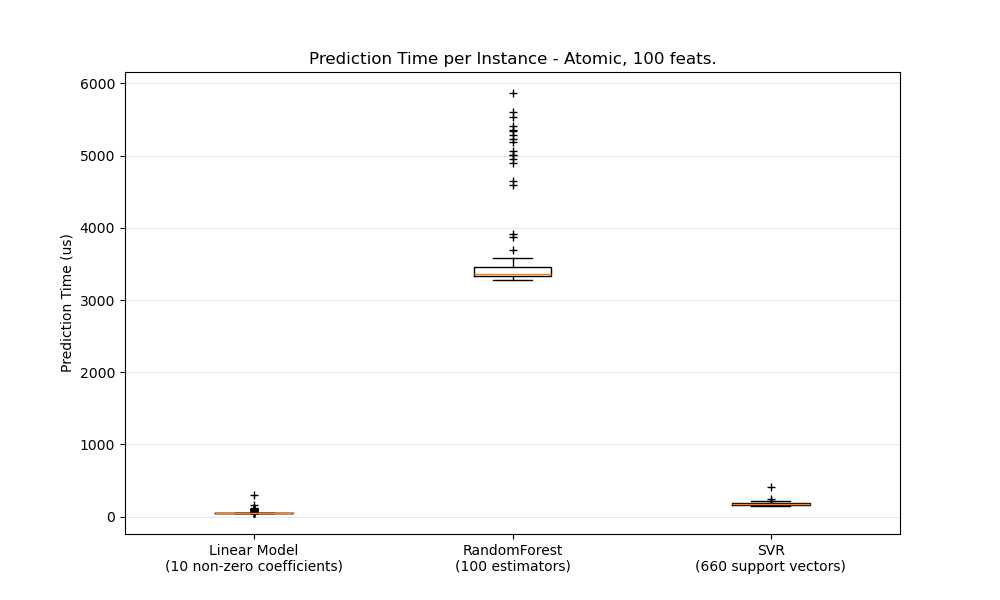 Prediction Time per Instance - Atomic, 100 feats.
Prediction Time (us)
6000
5000
4000
3000
2000
1000
0
Linear Model
(10 non-zero coefficients)
RandomForest
(100 estimators)
SVR
(660 support vectors)